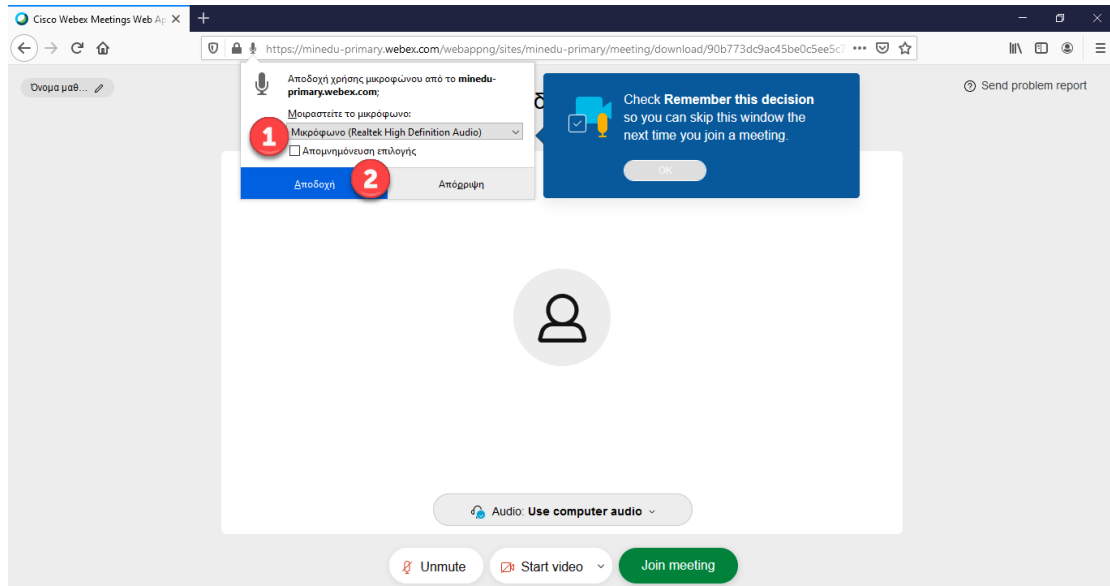 Cisco Webex Meetings Web Ap
https://minedu-primary.webex.com/webappng/sites/minedu-primary/meeting/download/90b773dc9ac45be0c5ee5c7
Όνομα μαθ...
Send problem report
Αποδοχή χρήσης μικροφώνου από το minedu-
primary.webex.com;
Μοιραστείτε το μικρόφωνο:
1
Μικρόφωνο (Realtek High Definition Audio)
Απομνημόνευση επιλογής
Αποδοχή
2
Απόρριψη
Check Remember this decision
so you can skip this window the
next time you join a meeting.
OK
Audio: Use computer audio
Unmute
Start video
Join meeting